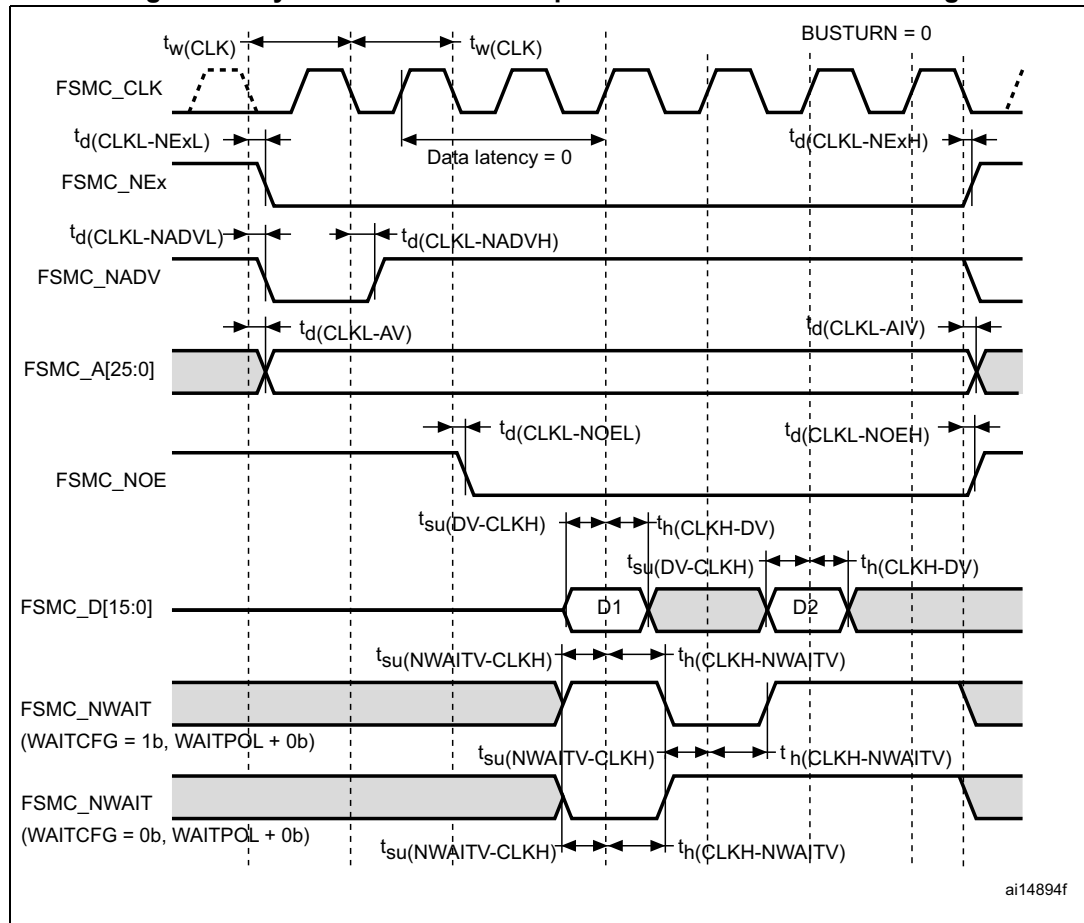 BUSTURN = 0
tw(CLK) tw(CLK)
FSMC_CLK
td(CLKL-NExL) Data latency = 0 td(CLKL-NExH)
FSMC_NEx
td(CLKL-NADVL) td(CLKL-NADVH)
FSMC_NADV
td(CLKL-AV) td(CLKL-AIV)
FSMC_A[25:0]
td(CLKL-NOEL) td(CLKL-NOEH)
FSMC_NOE
tsu(DV-CLKH) th(CLKH-DV)
tsu(DV-CLKH) th(CLKH-DV)
FSMC_D[15:0] D1 D2
tsu(NWAITV-CLKH) th(CLKH-NWAITV)
FSMC_NWAIT
(WAITCFG = 1b, WAITPOL + 0b)
tsu(NWAITV-CLKH) th(CLKH-NWAITV)
FSMC_NWAIT
(WAITCFG = 0b, WAITPOL + 0b)
tsu(NWAITV-CLKH) th(CLKH-NWAITV)
ai14894f